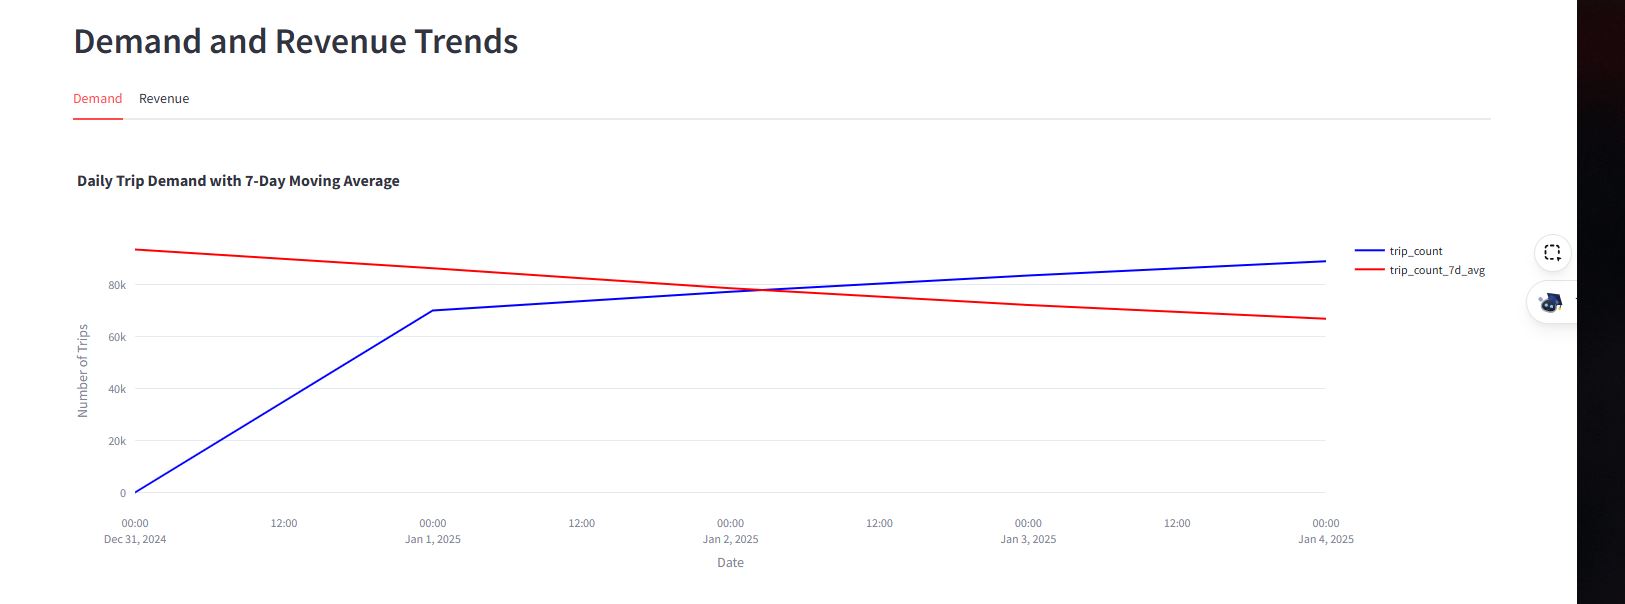 Demand and Revenue Trends
Demand Revenue
Daily Trip Demand with 7-Day Moving Average
trip_count
trip_count_7d_avg
Number of Trips
80k
60k
40k
20k
0
00:00 12:00 00:00 12:00 00:00 12:00 00:00 12:00 00:00
Dec 31, 2024 Jan 1, 2025 Jan 2, 2025 Jan 3, 2025 Jan 4, 2025
Date